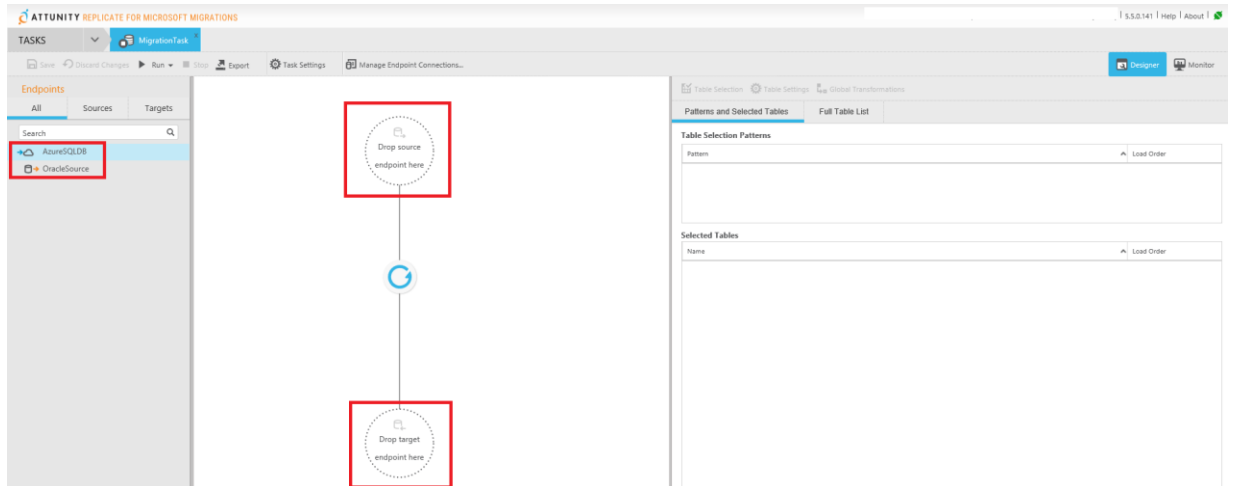 ATTUNITY REPLICATE FOR MICROSOFT MIGRATIONS
5.5.0.141 | Help | About |
TASKS
MigrationTask
Save
Discard Changes
Run
Stop
Export
Task Settings
Manage Endpoint Connections...
Designer
Monitor
Endpoints
All
Sources
Targets
Search
AzureSQLDB
OracleSource
Drop source
endpoint here
Drop target
endpoint here
Table Selection
Table Settings
Global Transformations
Patterns and Selected Tables
Full Table List
Table Selection Patterns
Pattern
Load Order
Selected Tables
Name
Load Order